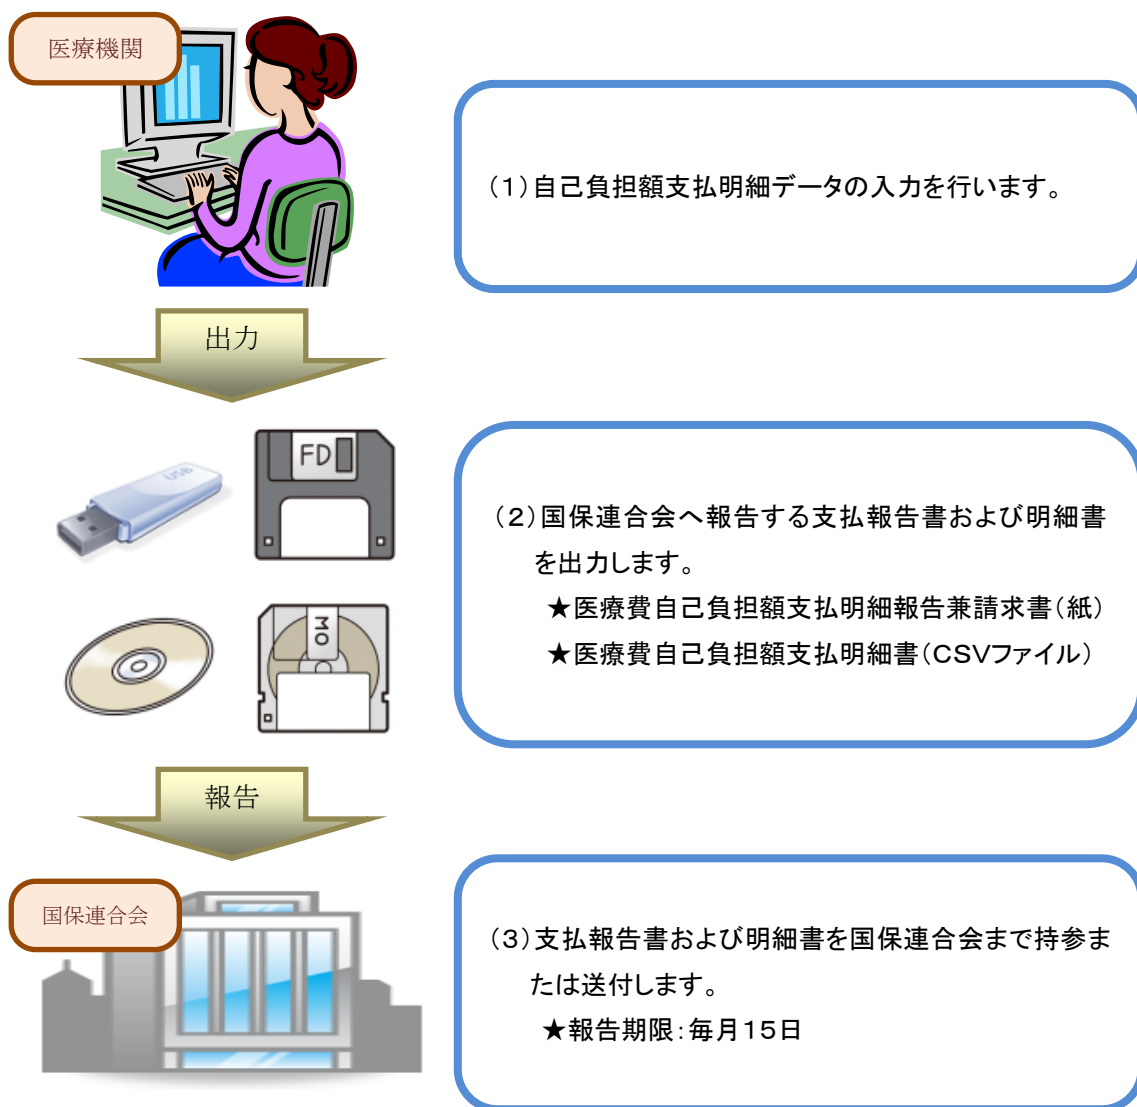 医療機関
(1)自己負担額支払明細データの入力を行います。
出力
USB
FD
MO
(2)国保連合会へ報告する支払報告書および明細書
を出力します。
★医療費自己負担額支払明細報告兼請求書(紙)
★医療費自己負担額支払明細書(CSVファイル)
報告
国保連合会
(3)支払報告書および明細書を国保連合会まで持参ま
たは送付します。
★報告期限:毎月15日